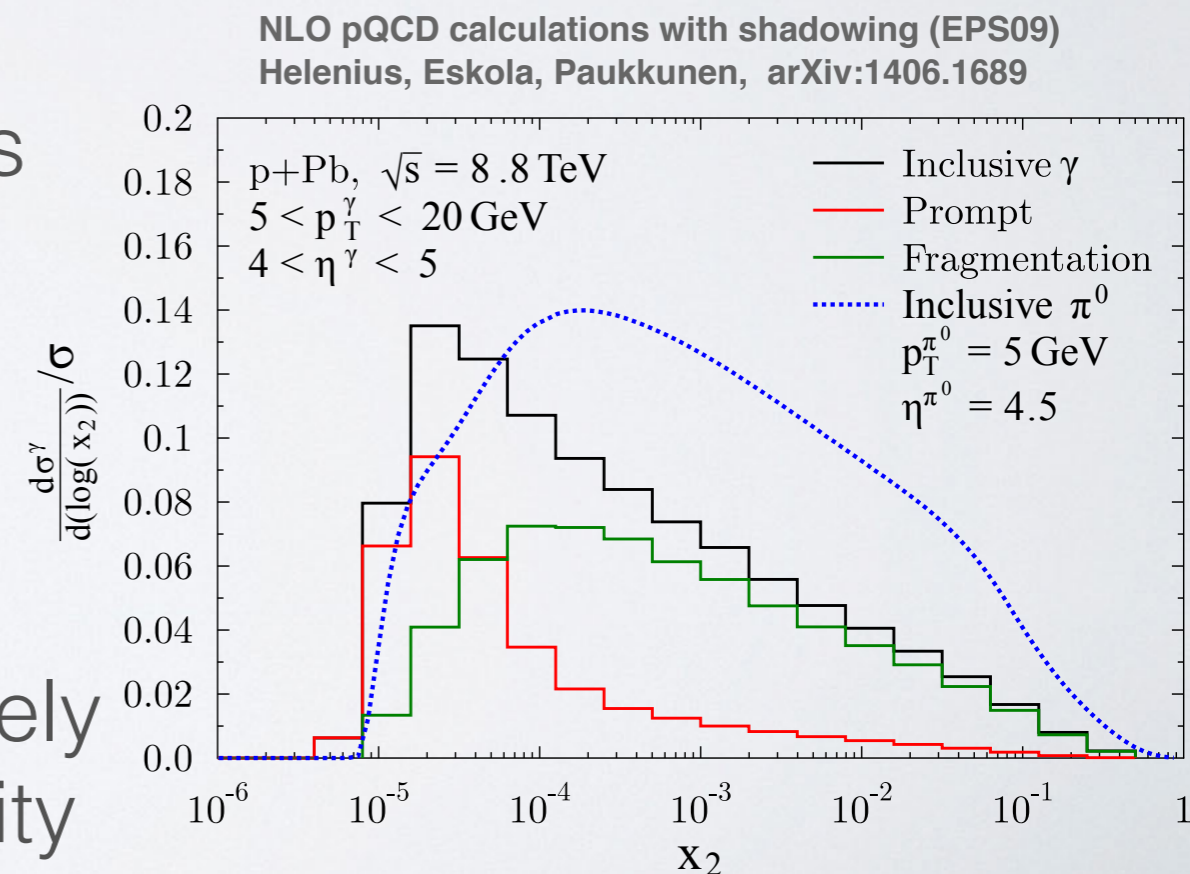 NLO pQCD calculations with shadowing (EPS09)
Helenius, Eskola, Paukkunen, arXiv:1406.1689
s
ely
ity
p+Pb, √s = 8.8 TeV
5 < p_T^γ < 20 GeV
4 < η^γ < 5
Inclusive γ
Prompt
Fragmentation
Inclusive π^0
p_T^{π^0} = 5 GeV
η^{π^0} = 4.5
dσ^γ/d(log(x_2))/σ
0.2
0.18
0.16
0.14
0.12
0.1
0.08
0.06
0.04
0.02
0.0
10^-6 10^-5 10^-4 10^-3 10^-2 10^-1 1
x_2